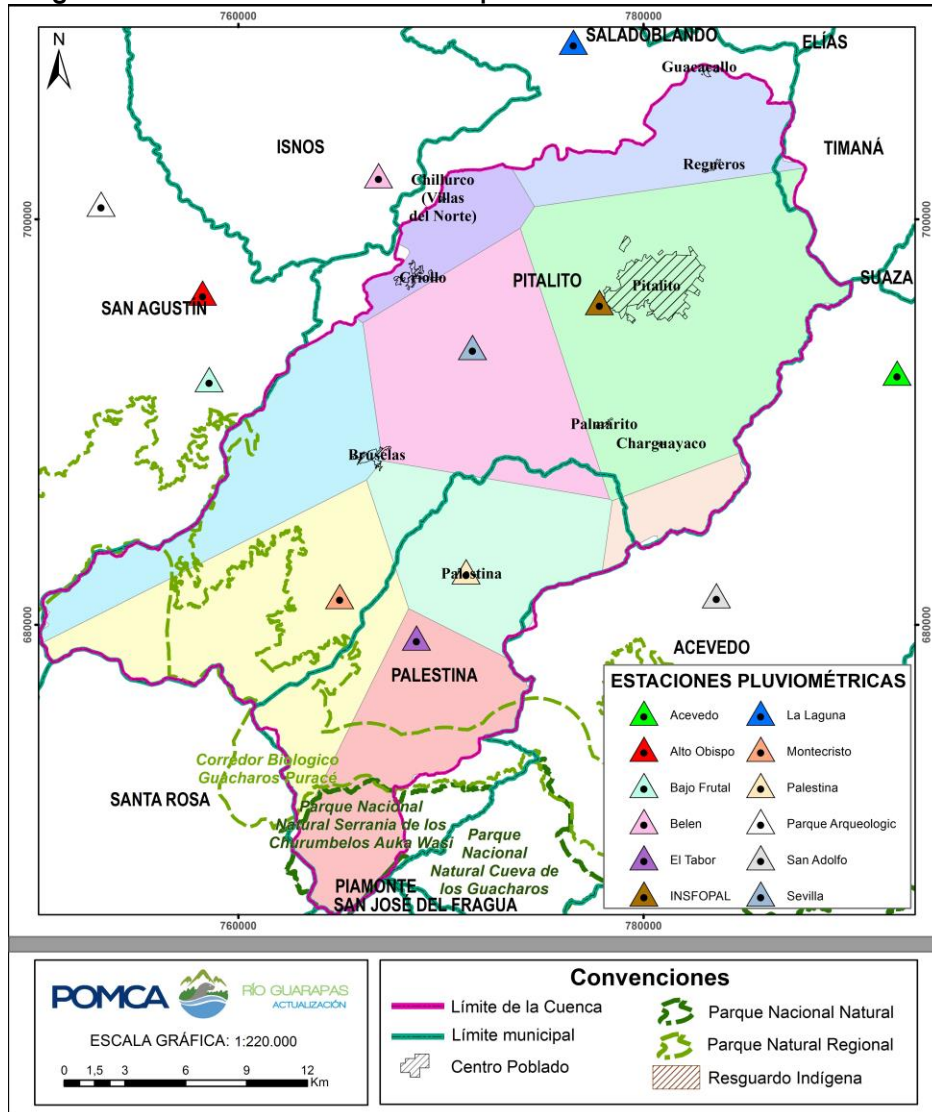 760000
780000
SALADOBLANDO
ELÍAS
Guacacallo
N
ISNOS
TIMANÁ
Regueros
Chillurco
(Villas
del Norte)
700000
700000
Criollo
PITALITO
Pitalito
SUAZA
SAN AGUSTIN
Palmarito
Charguayaco
Bruselas
Palestina
680000
680000
ACEVEDO
PALESTINA
Corredor Biologico
Guacharos Puracé
SANTA ROSA
Parque Nacional
Natural Serrania de los
Churumbelos Auka Wasi
Parque
Nacional
Natural Cueva de
los Guacharos
PIAMONTE
SAN JOSÉ DEL FRAGUA
ESTACIONES PLUVIOMÉTRICAS
Acevedo
La Laguna
Alto Obispo
Montecristo
Bajo Frutal
Palestina
Belen
Parque Arqueologic
El Tabor
San Adolfo
INSFOPAL
Sevilla
760000
780000
POMCA
RÍO GUARAPAS
ACTUALIZACIÓN
ESCALA GRÁFICA: 1:220.000
0 1,5 3 6 9 12
Km
Convenciones
Límite de la Cuenca
Límite municipal
Centro Poblado
Parque Nacional Natural
Parque Natural Regional
Resguardo Indígena